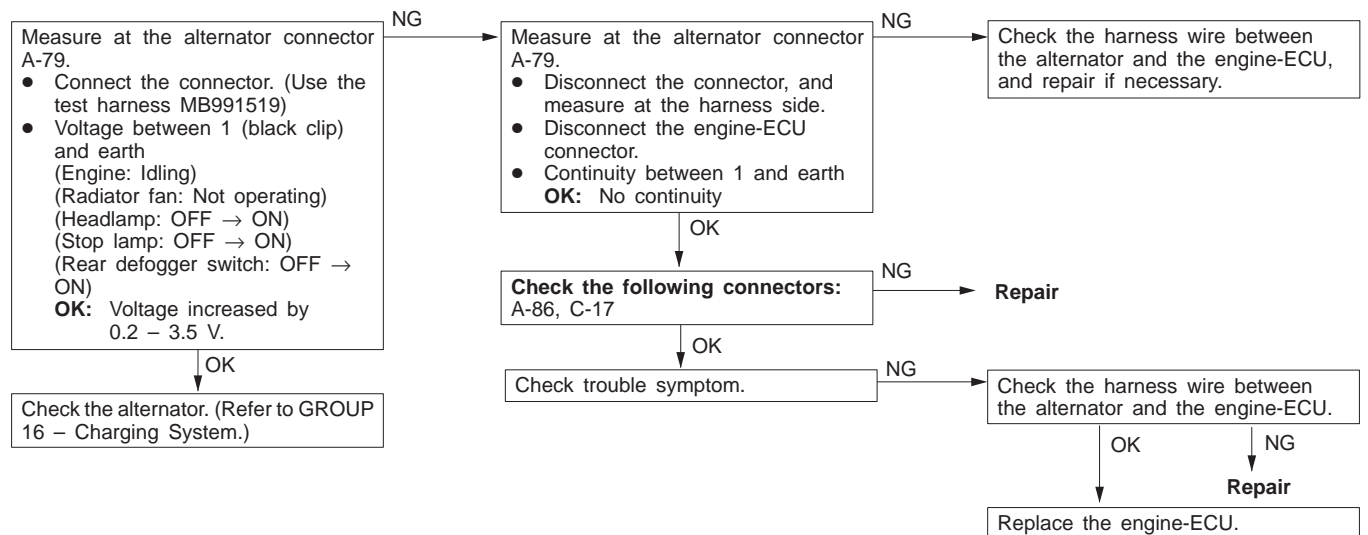 Measure at the alternator connector
A-79.
● Connect the connector. (Use the
test harness MB991519)
● Voltage between 1 (black clip)
and earth
(Engine: Idling)
(Radiator fan: Not operating)
(Headlamp: OFF → ON)
(Stop lamp: OFF → ON)
(Rear defogger switch: OFF →
ON)
OK: Voltage increased by
0.2 – 3.5 V.
NG
OK
Check the alternator. (Refer to GROUP
16 – Charging System.)
Measure at the alternator connector
A-79.
● Disconnect the connector, and
measure at the harness side.
● Disconnect the engine-ECU
connector.
● Continuity between 1 and earth
OK: No continuity
NG
Check the harness wire between
the alternator and the engine-ECU,
and repair if necessary.
OK
Check the following connectors:
A-86, C-17
NG
Repair
OK
Check trouble symptom.
NG
Check the harness wire between
the alternator and the engine-ECU.
OK
NG
Repair
Replace the engine-ECU.